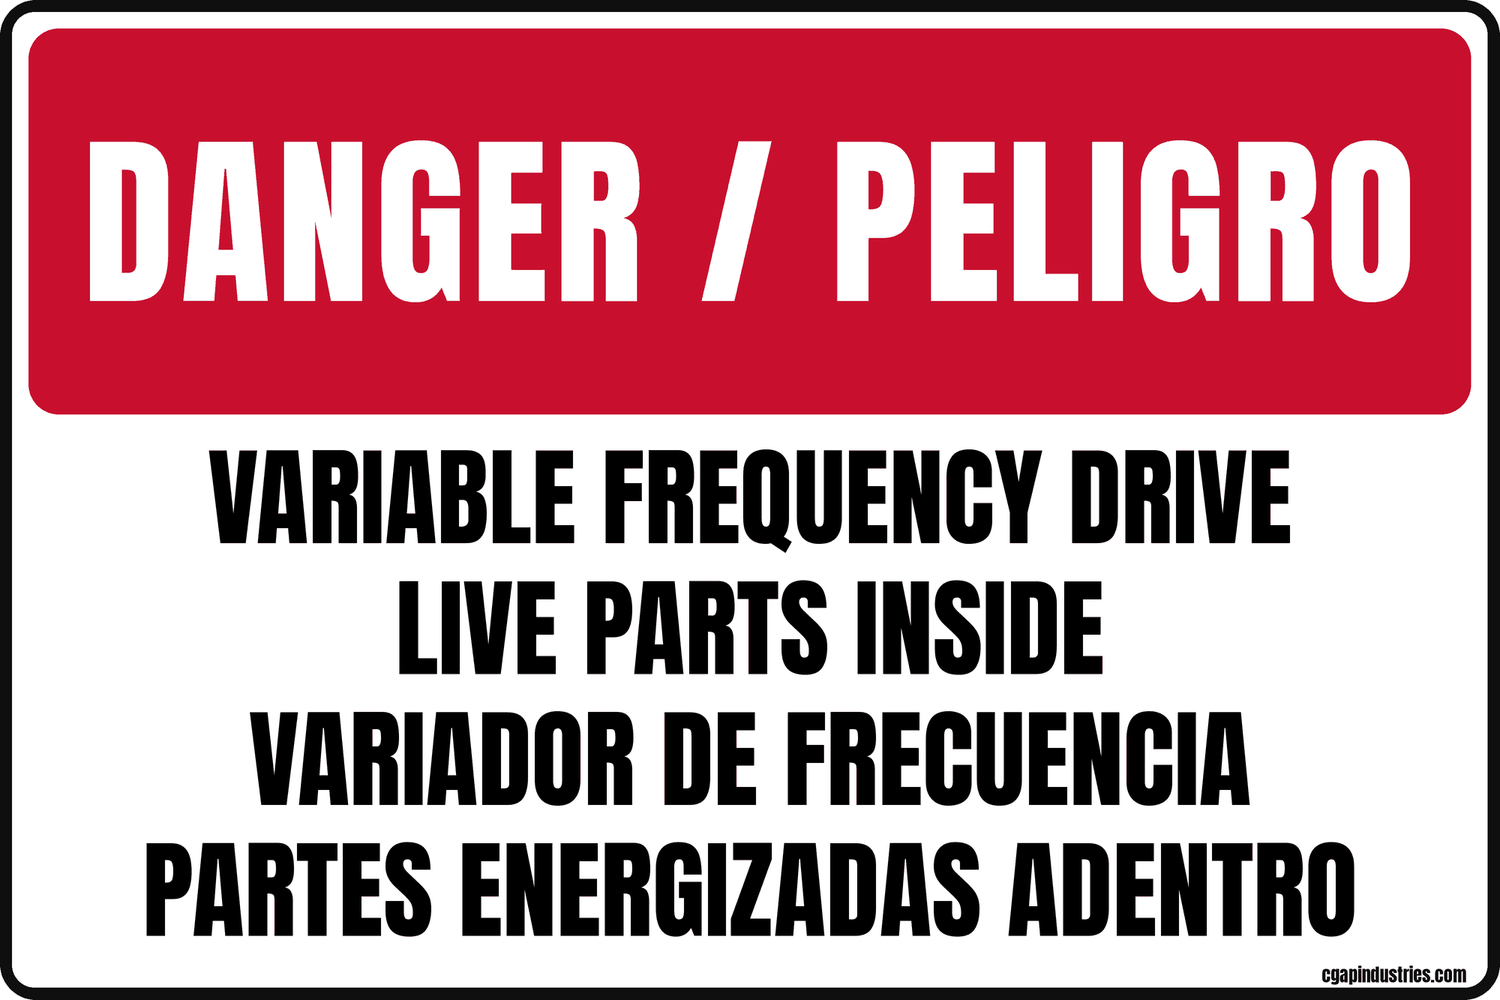 DANGER / PELIGRO
VARIABLE FREQUENCY DRIVE
LIVE PARTS INSIDE
VARIADOR DE FRECUENCIA
PARTES ENERGIZADAS ADENTRO
cgapindustries.com